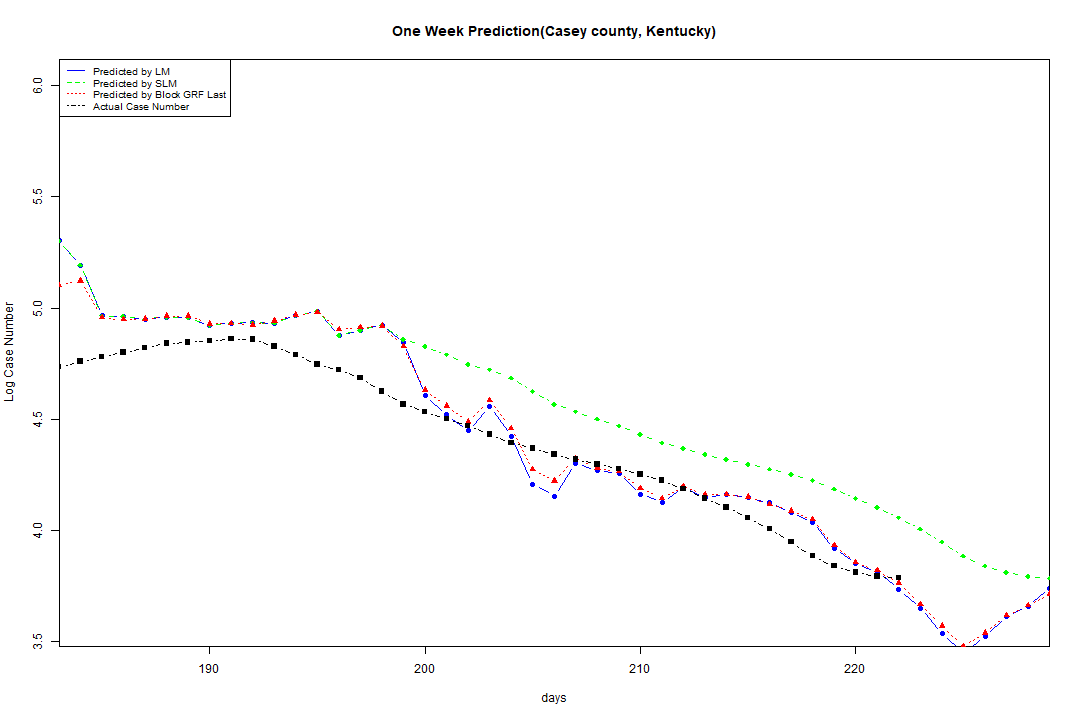 One Week Prediction(Casey county, Kentucky)
Predicted by LM
Predicted by SLM
Predicted by Block GRF Last
Actual Case Number
6.0
5.5
5.0
4.5
4.0
3.5
Log Case Number
190 200 210 220
days